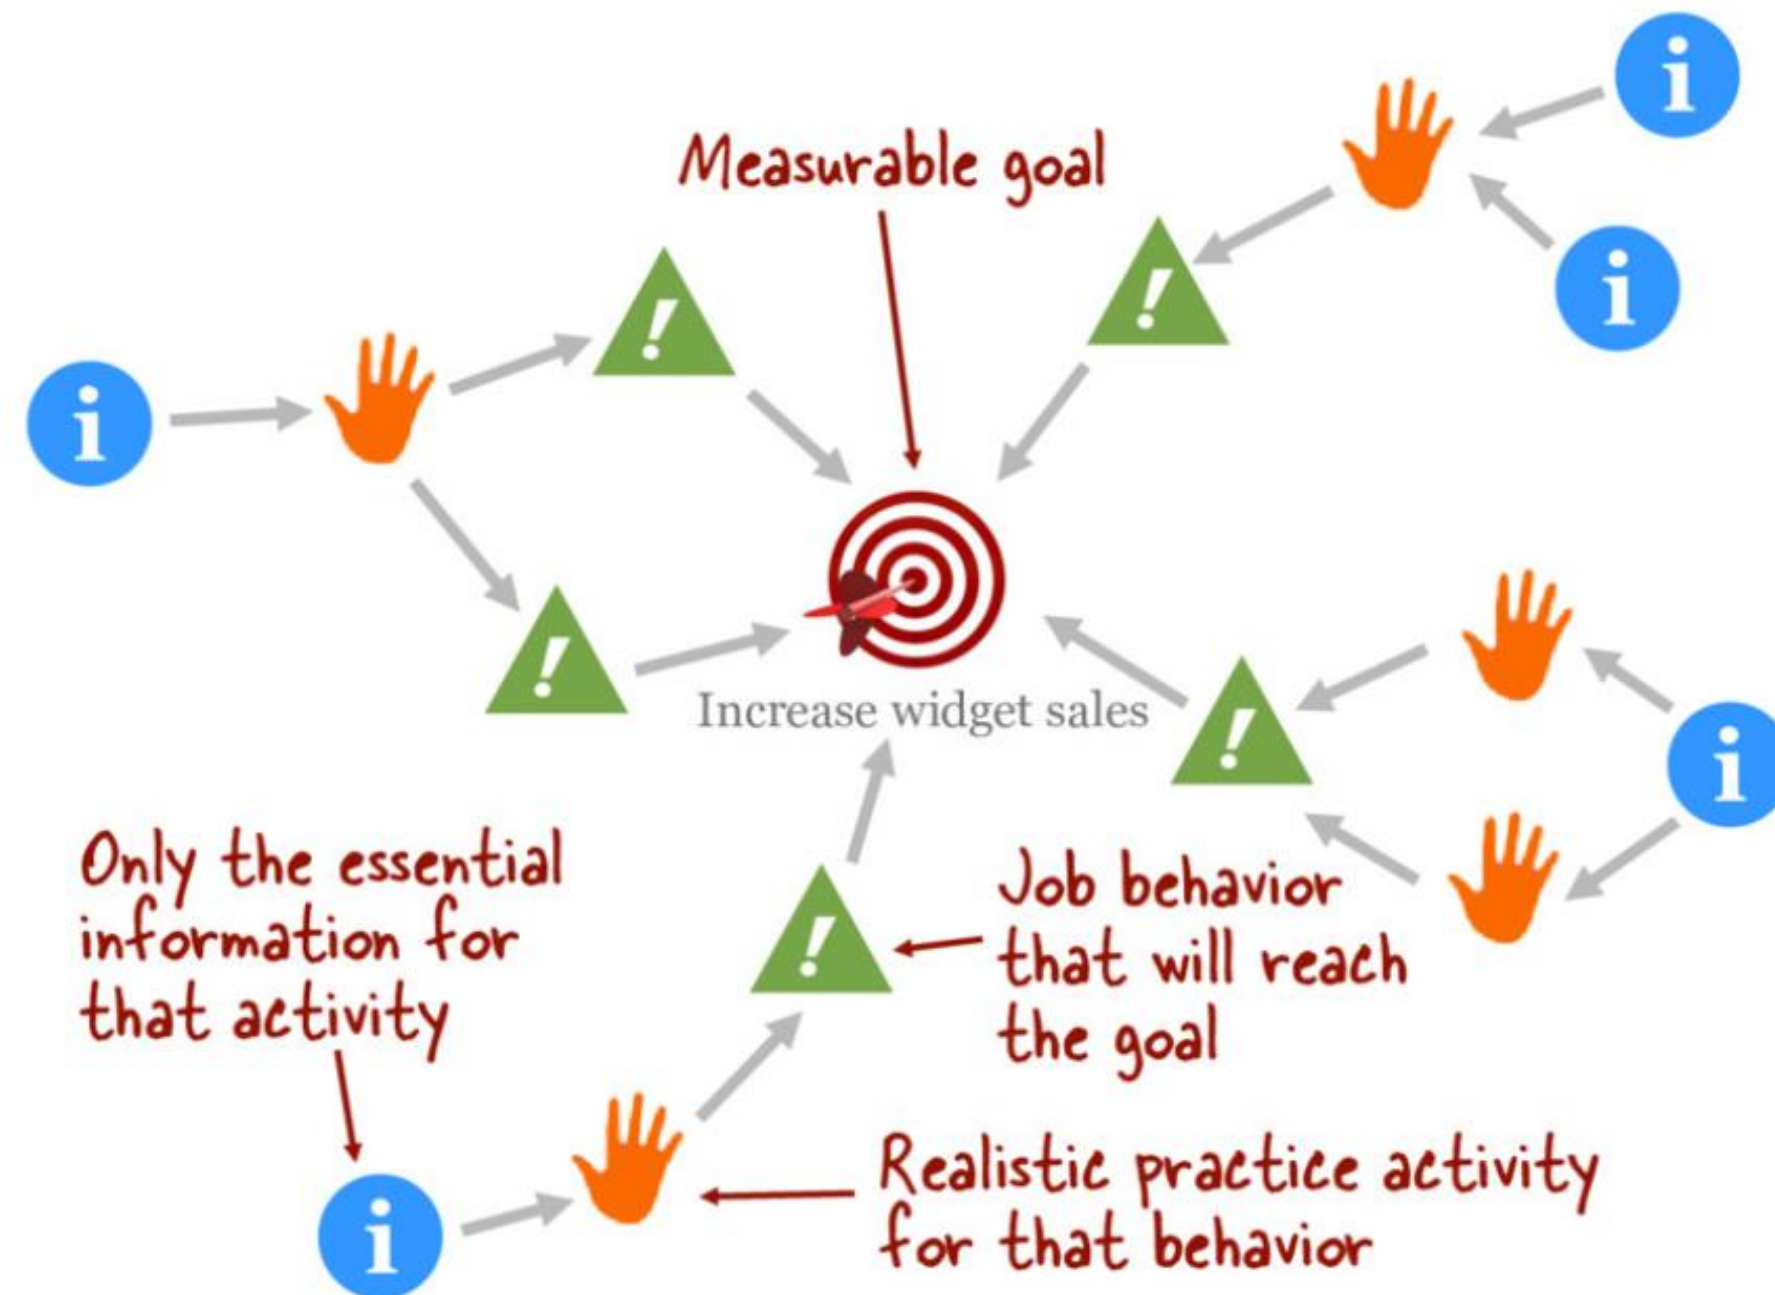 Measurable goal
Increase widget sales
Only the essential
information for
that activity
Job behavior
that will reach
the goal
Realistic practice activity
for that behavior
i
i
i
i
i
!
!
!
!
!